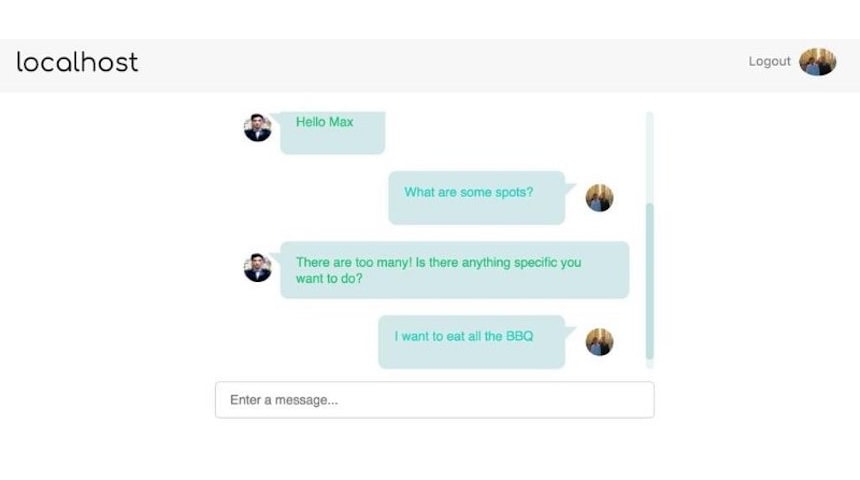 localhost
Logout
Hello Max
What are some spots?
There are too many! Is there anything specific you
want to do?
I want to eat all the BBQ
Enter a message...